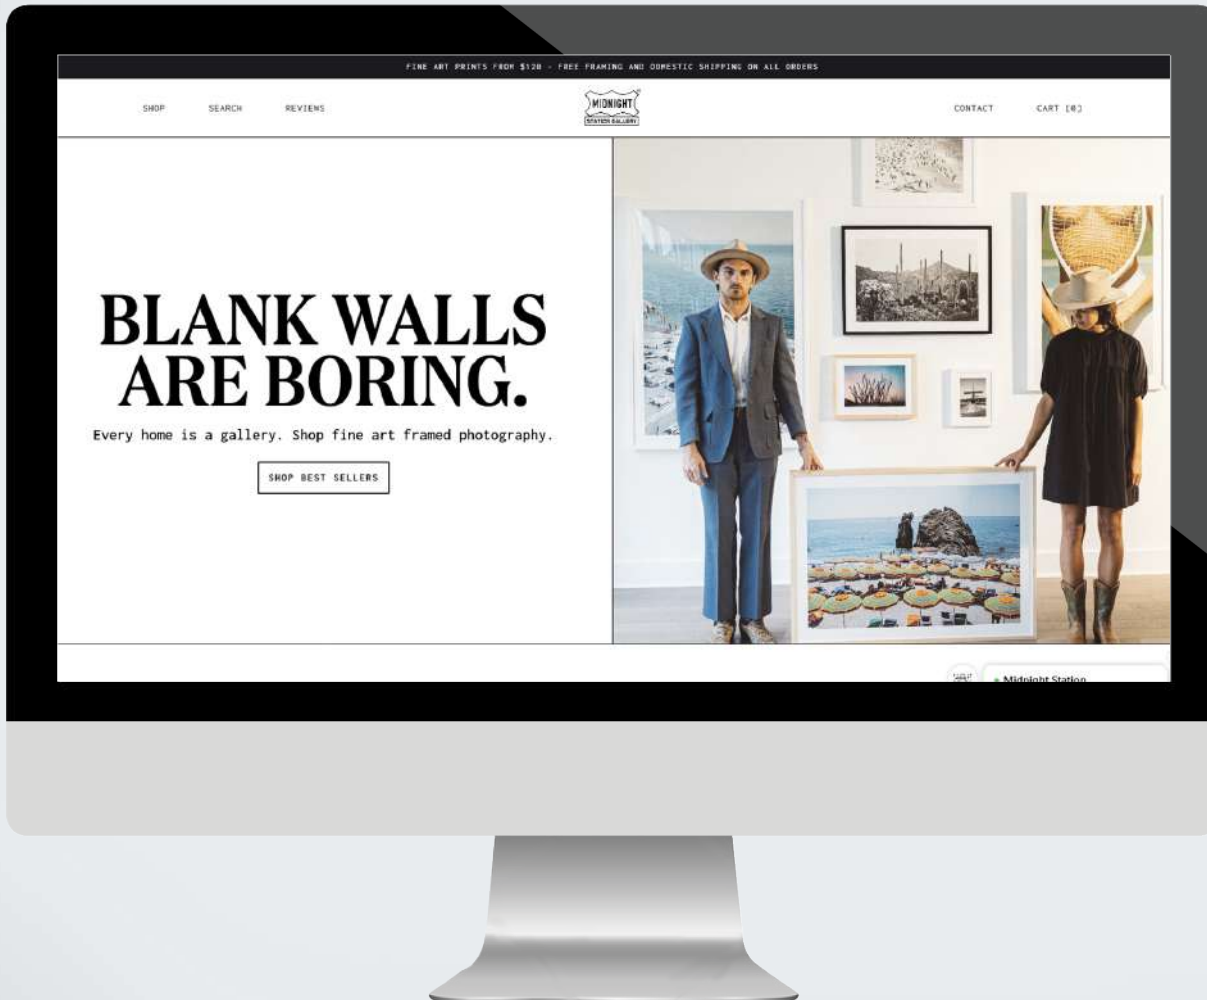 FINE ART PRINTS FROM $120 - FREE FRAMING AND DOMESTIC SHIPPING ON ALL ORDERS
SHOP SEARCH REVIEWS
MIDNIGHT
STATION GALLERY
CONTACT CART [0]
BLANK WALLS
ARE BORING.
Every home is a gallery. Shop fine art framed photography.
SHOP BEST SELLERS
Midnight Station